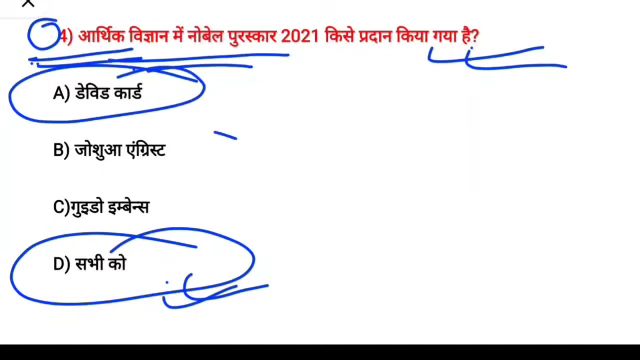 4) आर्थिक विज्ञान में नोबेल पुरस्कार 2021 किसे प्रदान किया गया है?
A) डेविड कार्ड
B) जोशुआ एंग्रिस्ट
C)गुइडो इम्बेन्स
D) सभी को